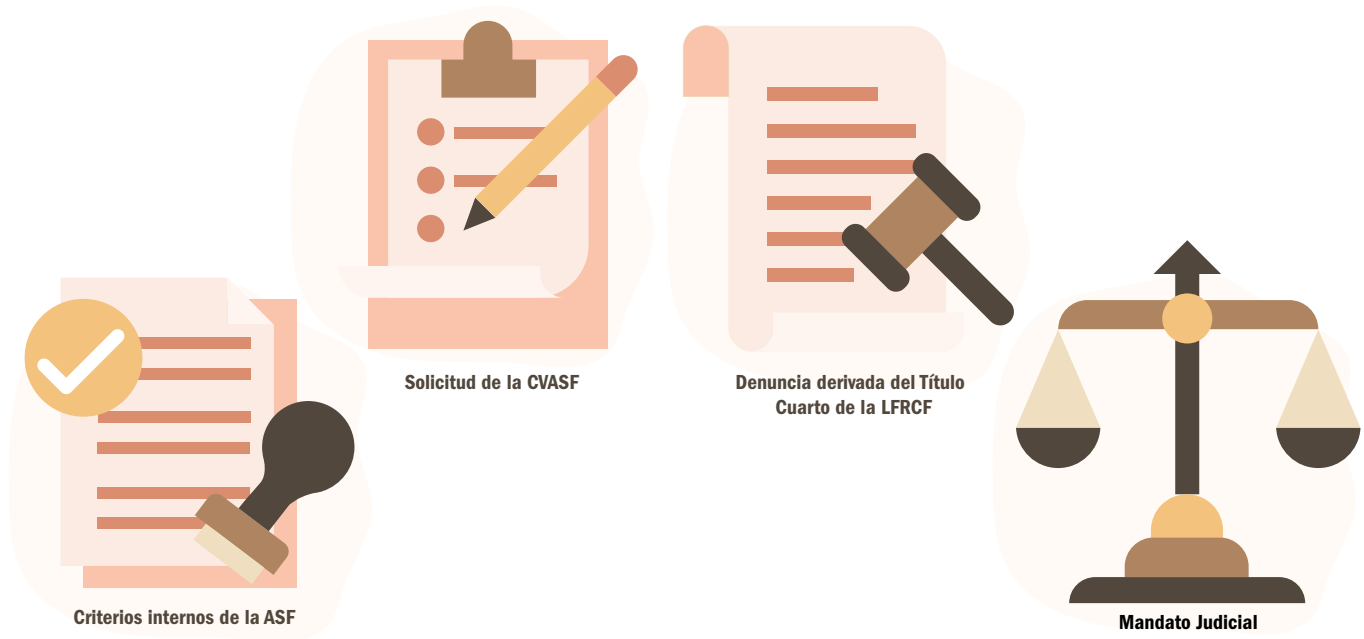 Criterios internos de la ASF
Solicitud de la CVASF
Denuncia derivada del Título
Cuarto de la LFRCF
Mandato Judicial